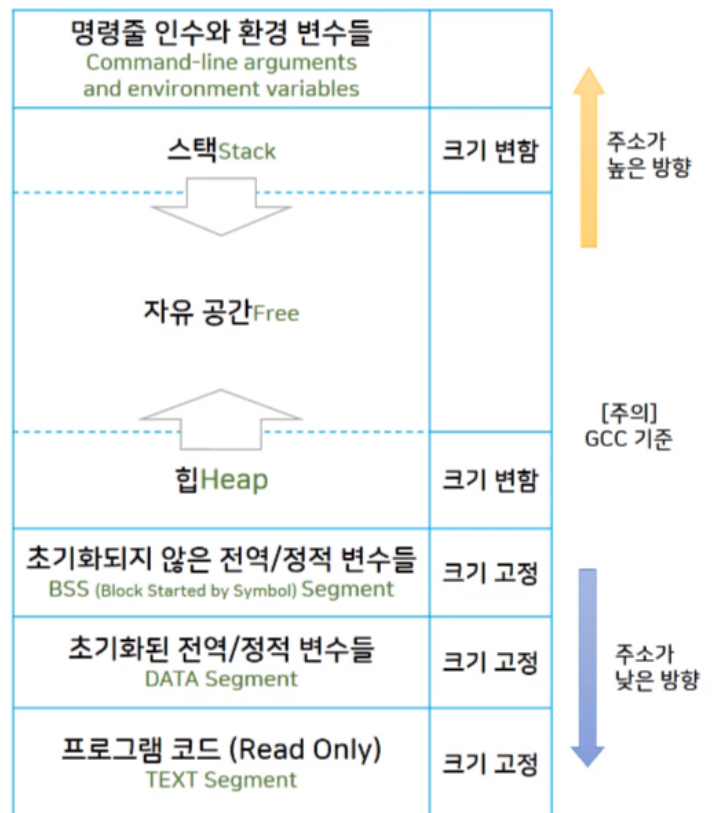 명령줄 인수와 환경 변수들
Command-line arguments
and environment variables
스택Stack
크기 변함
주소가
높은 방향
자유 공간Free
[주의]
GCC 기준
힙Heap
크기 변함
초기화되지 않은 전역/정적 변수들
BSS (Block Started by Symbol) Segment
크기 고정
초기화된 전역/정적 변수들
DATA Segment
크기 고정
주소가
낮은 방향
프로그램 코드 (Read Only)
TEXT Segment
크기 고정